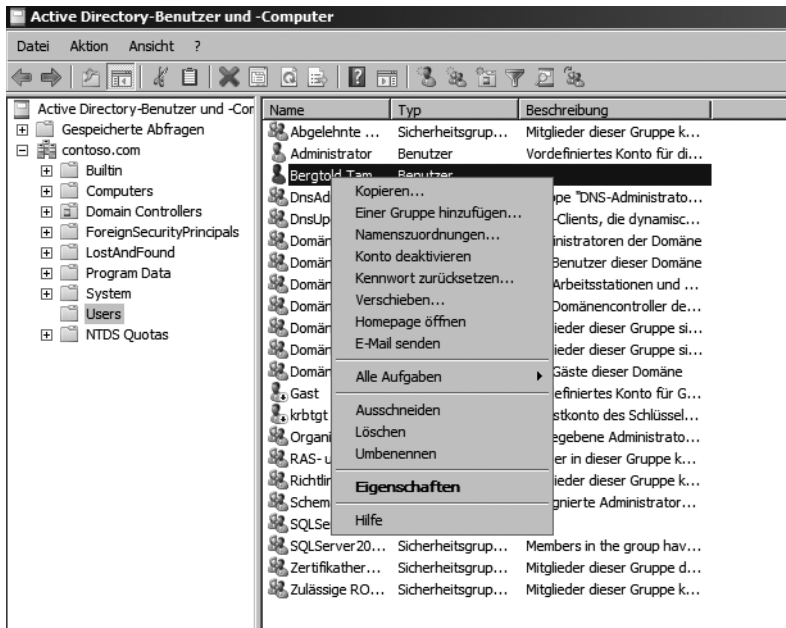 Active Directory-Benutzer und -Computer
Datei Aktion Ansicht ?
Active Directory-Benutzer und -Cor
Gespeicherte Abfragen
contoso.com
Builtin
Computers
Domain Controllers
ForeignSecurityPrincipals
LostAndFound
Program Data
System
Users
NTDS Quotas
Name Typ Beschreibung
Abgelehnte ... Sicherheitsgrup... Mitglieder dieser Gruppe k...
Administrator Benutzer Vordefiniertes Konto für di...
Bergtold Tam Benutzer
DnsAd ppe "DNS-Administrato...
DnsUp -Clients, die dynamisc...
Domän inistratoren der Domäne
Domän Benutzer dieser Domäne
Domän Arbeitsstationen und ...
Domän Domänencontroller de...
Domän ieder dieser Gruppe si...
Domän ieder dieser Gruppe si...
Domän Gäste dieser Domäne
Gast efiniertes Konto für G...
krbtgt stkonto des Schlüssel...
Organi egebene Administrato...
RAS- u er in dieser Gruppe k...
Richtlir ieder dieser Gruppe k...
Schem gnierte Administrator...
SQLSe
SQLServer20... Sicherheitsgrup... Members in the group hav...
Zertifikather... Sicherheitsgrup... Mitglieder dieser Gruppe d...
Zulässige RO... Sicherheitsgrup... Mitglieder dieser Gruppe k...
Kopieren...
Einer Gruppe hinzufügen...
Namenszuordnungen...
Konto deaktivieren
Kennwort zurücksetzen...
Verschieben...
Homepage öffnen
E-Mail senden
Alle Aufgaben
Ausschneiden
Löschen
Umbenennen
Eigenschaften
Hilfe